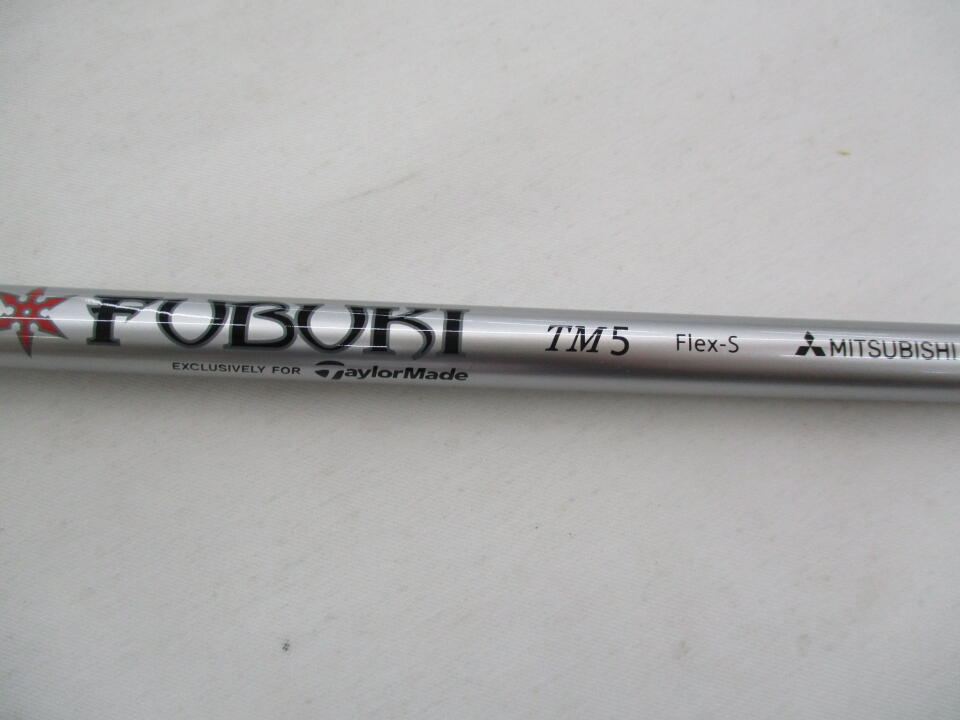 FUBUKI TM5 Flex-S MITSUBISHI
EXCLUSIVELY FOR TaylorMade